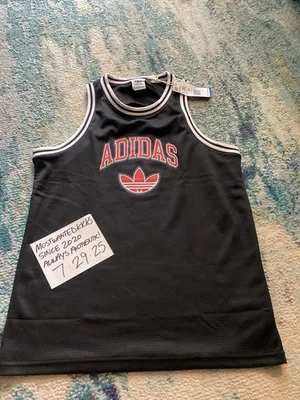 ADIDAS
MOSTWANTEDKICKS
SINCE 2020
ALWAYS AUTHENTIC!
7.29.25